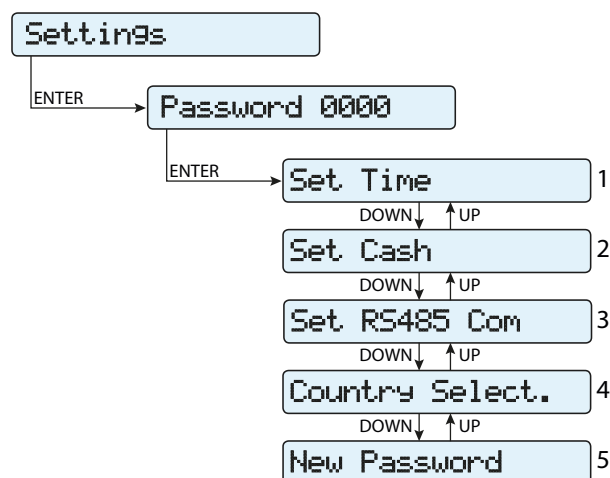 Settings
ENTER
Password 0000
ENTER
Set Time 1
DOWN UP
Set Cash 2
DOWN UP
Set RS485 Com 3
DOWN UP
Country Select. 4
DOWN UP
New Password 5